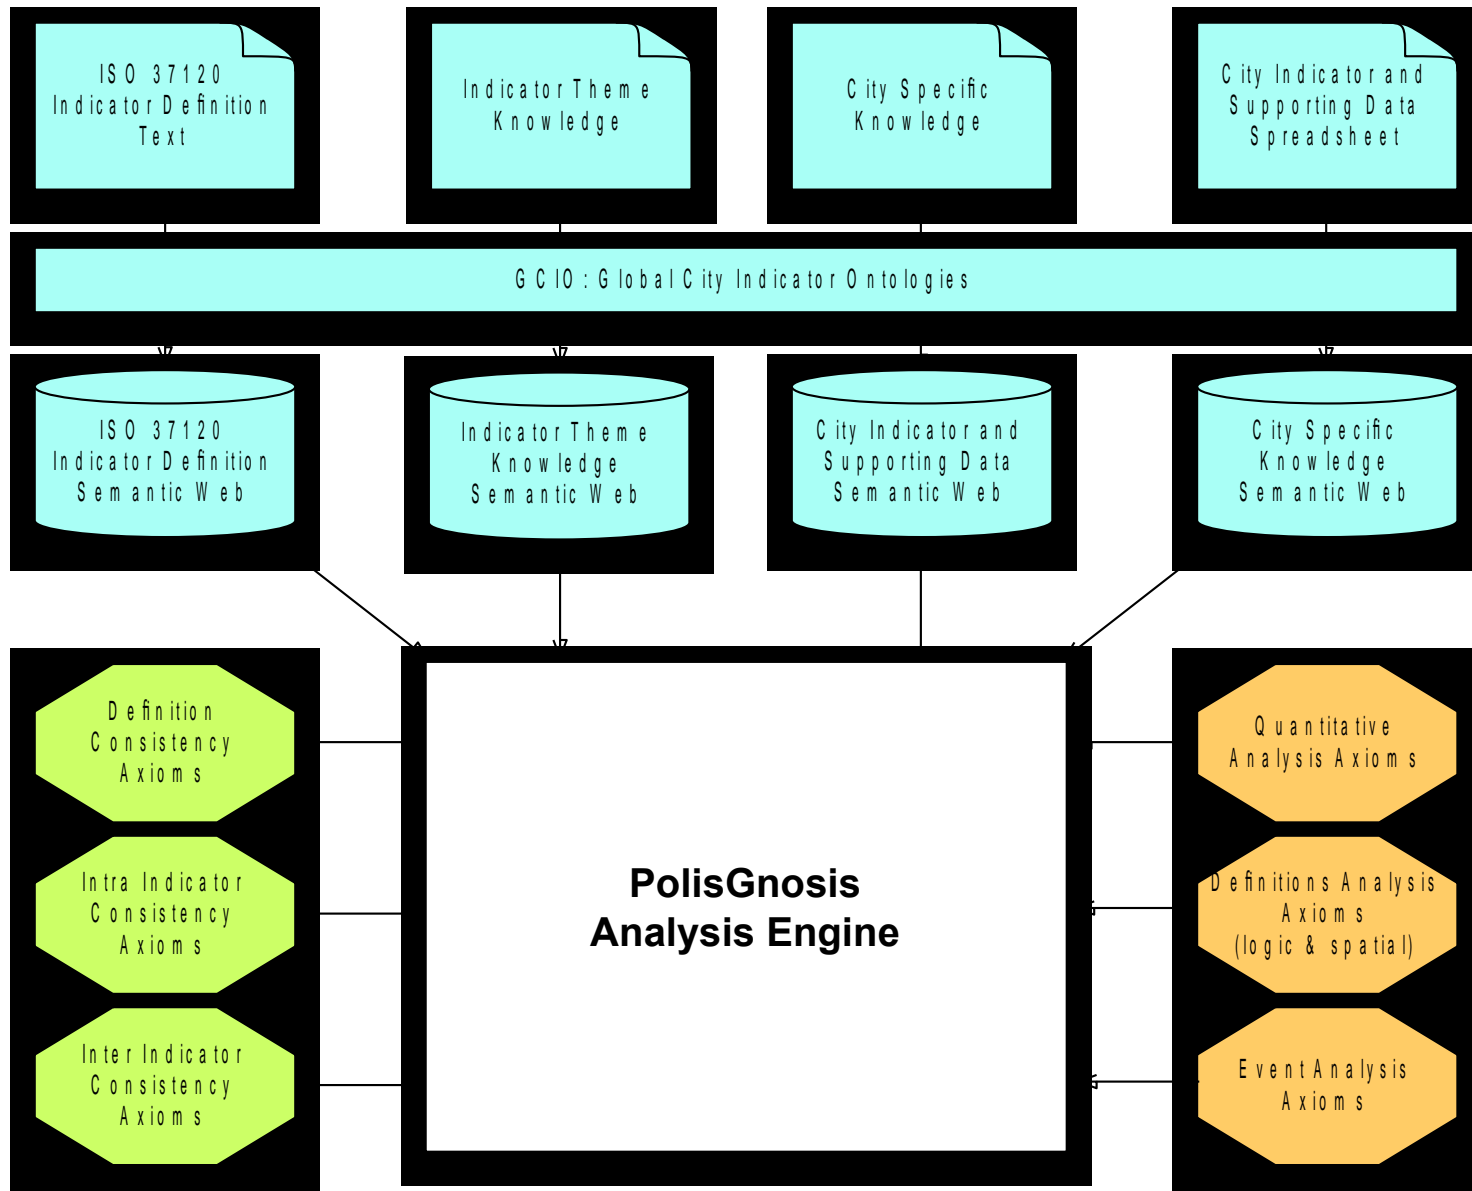 ISO 37120
Indicator Definition
Text
Indicator Theme
Knowledge
City Specific
Knowledge
City Indicator and
Supporting Data
Spreadsheet
GCIO: Global City Indicator Ontologies
ISO 37120
Indicator Definition
Semantic Web
Indicator Theme
Knowledge
Semantic Web
City Indicator and
Supporting Data
Semantic Web
City Specific
Knowledge
Semantic Web
Definition
Consistency
Axioms
Intra Indicator
Consistency
Axioms
Inter Indicator
Consistency
Axioms
PolisGnosis
Analysis Engine
Quantitative
Analysis Axioms
Definitions Analysis
Axioms
(logic & spatial)
Event Analysis
Axioms